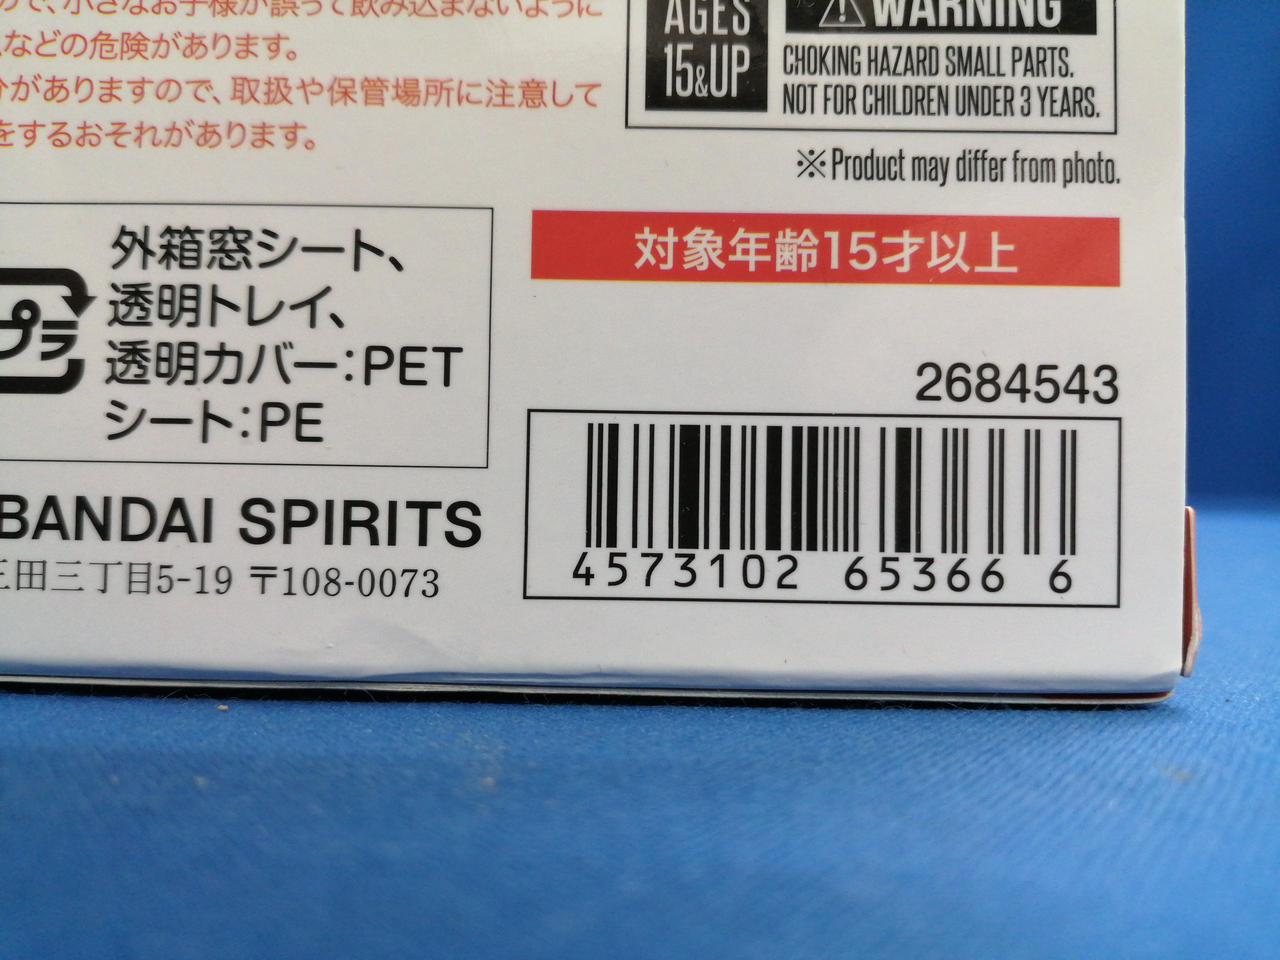 ので、小さなお子様が誤って飲み込まないように
などの危険があります。
がありますので、取扱や保管場所に注意して
をするおそれがあります。
AGES
15&UP
⚠WARNING
CHOKING HAZARD SMALL PARTS.
NOT FOR CHILDREN UNDER 3 YEARS.
※Product may differ from photo.
プラ
外箱窓シート、
透明トレイ、
透明カバー：PET
シート：PE
対象年齢15才以上
2684543
4573102 65366 6
BANDAI SPIRITS
田三丁目5-19 〒108-0073